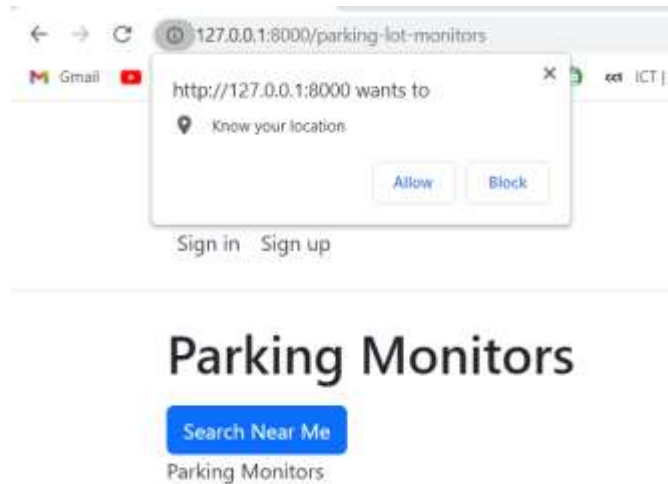 127.0.0.1:8000/parking-lot-monitors
Gmail
cct ICT |
http://127.0.0.1:8000 wants to
Know your location
Allow Block
Sign in Sign up
Parking Monitors
Search Near Me
Parking Monitors